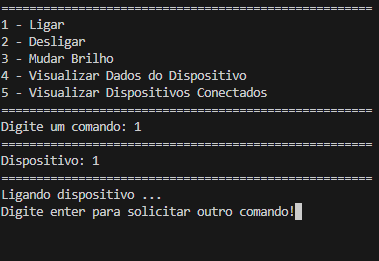 =====================================================
1 - Ligar
2 - Desligar
3 - Mudar Brilho
4 - Visualizar Dados do Dispositivo
5 - Visualizar Dispositivos Conectados
=====================================================
Digite um comando: 1
=====================================================
Dispositivo: 1
=====================================================
Ligando dispositivo ...
Digite enter para solicitar outro comando!